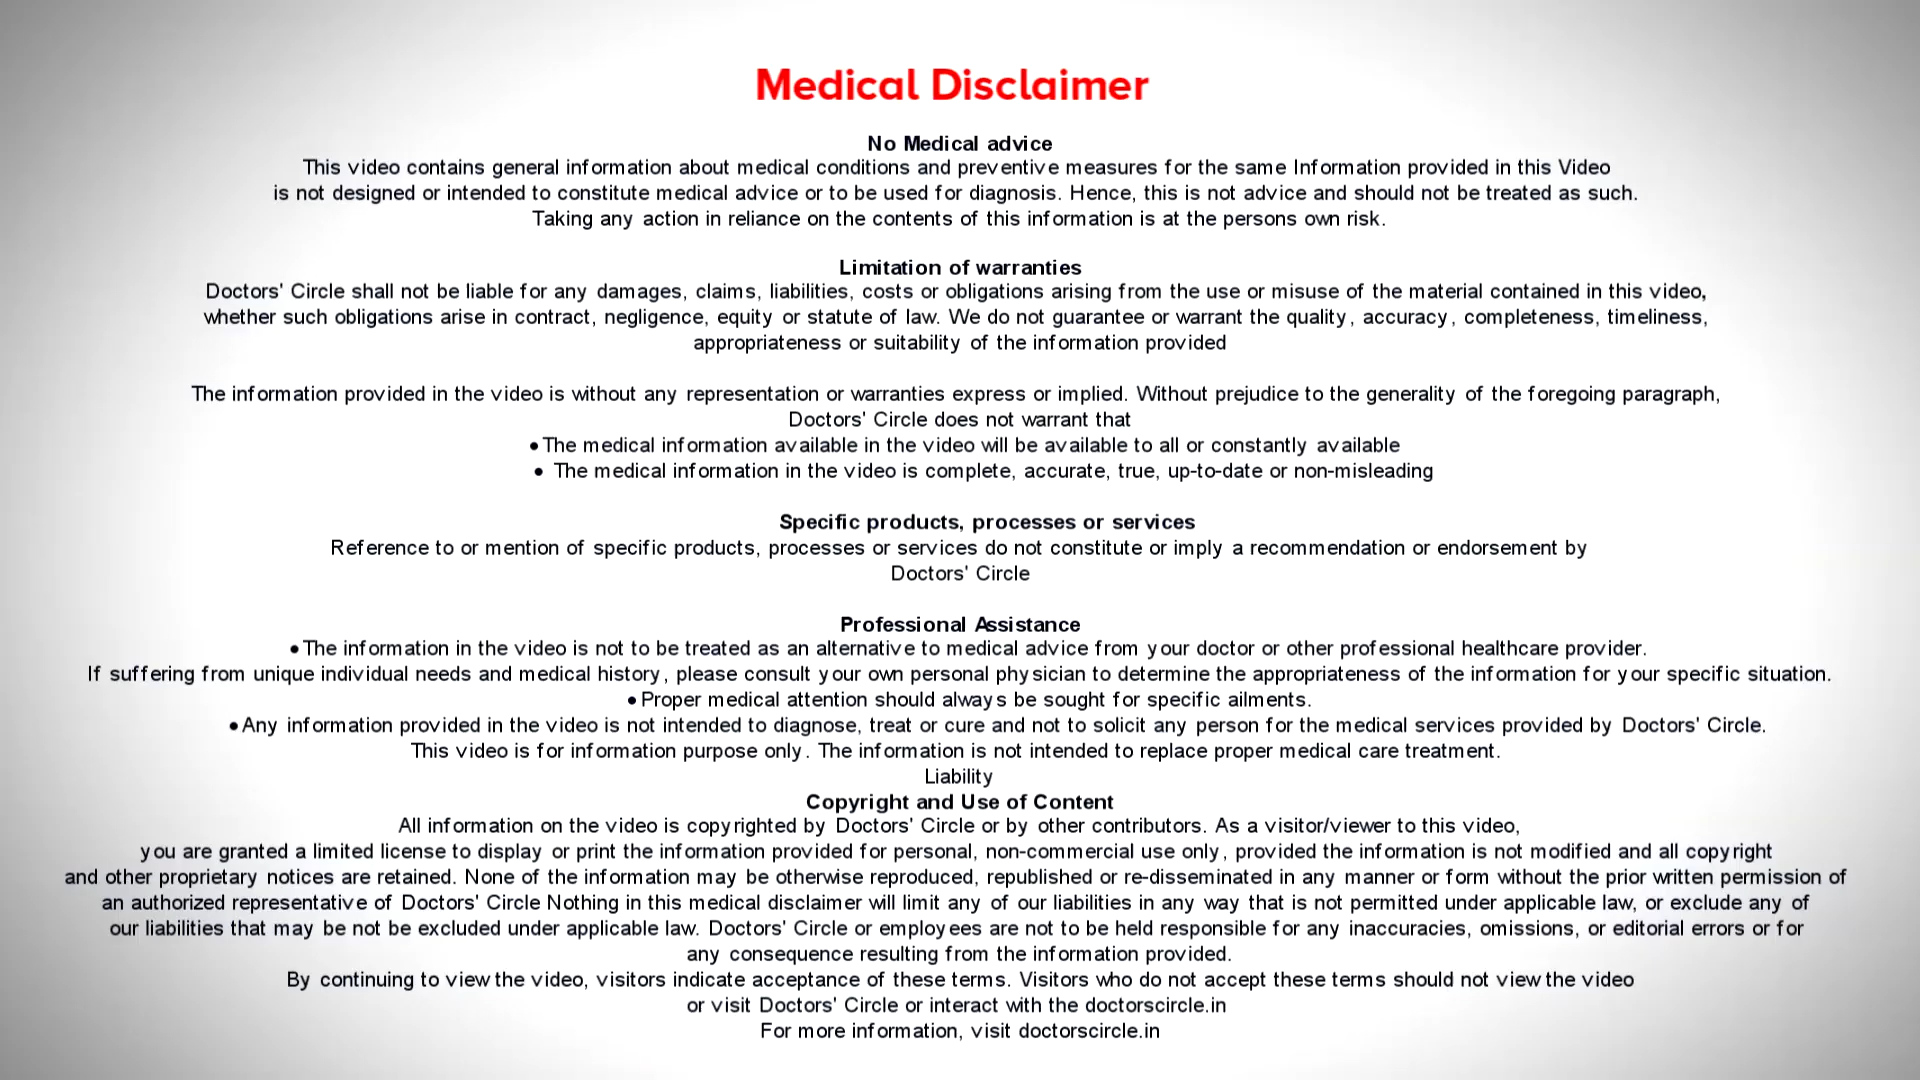 Medical Disclaimer
No Medical advice
This video contains general information about medical conditions and preventive measures for the same Information provided in this Video
is not designed or intended to constitute medical advice or to be used for diagnosis. Hence, this is not advice and should not be treated as such.
Taking any action in reliance on the contents of this information is at the persons own risk.
Limitation of warranties
Doctors' Circle shall not be liable for any damages, claims, liabilities, costs or obligations arising from the use or misuse of the material contained in this video,
whether such obligations arise in contract, negligence, equity or statute of law. We do not guarantee or warrant the quality, accuracy, completeness, timeliness,
appropriateness or suitability of the information provided
The information provided in the video is without any representation or warranties express or implied. Without prejudice to the generality of the foregoing paragraph,
Doctors' Circle does not warrant that
• The medical information available in the video will be available to all or constantly available
• The medical information in the video is complete, accurate, true, up-to-date or non-misleading
Specific products, processes or services
Reference to or mention of specific products, processes or services do not constitute or imply a recommendation or endorsement by
Doctors' Circle
Professional Assistance
• The information in the video is not to be treated as an alternative to medical advice from your doctor or other professional healthcare provider.
If suffering from unique individual needs and medical history, please consult your own personal physician to determine the appropriateness of the information for your specific situation.
• Proper medical attention should always be sought for specific ailments.
• Any information provided in the video is not intended to diagnose, treat or cure and not to solicit any person for the medical services provided by Doctors' Circle.
This video is for information purpose only. The information is not intended to replace proper medical care treatment.
Liability
Copyright and Use of Content
All information on the video is copyrighted by Doctors' Circle or by other contributors. As a visitor/viewer to this video,
you are granted a limited license to display or print the information provided for personal, non-commercial use only, provided the information is not modified and all copyright
and other proprietary notices are retained. None of the information may be otherwise reproduced, republished or re-disseminated in any manner or form without the prior written permission of
an authorized representative of Doctors' Circle Nothing in this medical disclaimer will limit any of our liabilities in any way that is not permitted under applicable law, or exclude any of
our liabilities that may be not be excluded under applicable law. Doctors' Circle or employees are not to be held responsible for any inaccuracies, omissions, or editorial errors or for
any consequence resulting from the information provided.
By continuing to view the video, visitors indicate acceptance of these terms. Visitors who do not accept these terms should not view the video
or visit Doctors' Circle or interact with the doctorscircle.in
For more information, visit doctorscircle.in